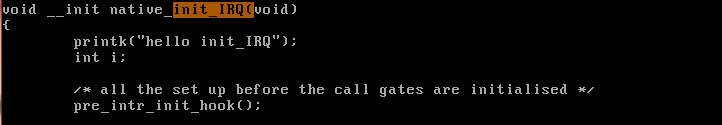 void __init native_init_IRQ(void)
{
        printk("hello init_IRQ");
        int i;

        /* all the set up before the call gates are initialised */
        pre_intr_init_hook();